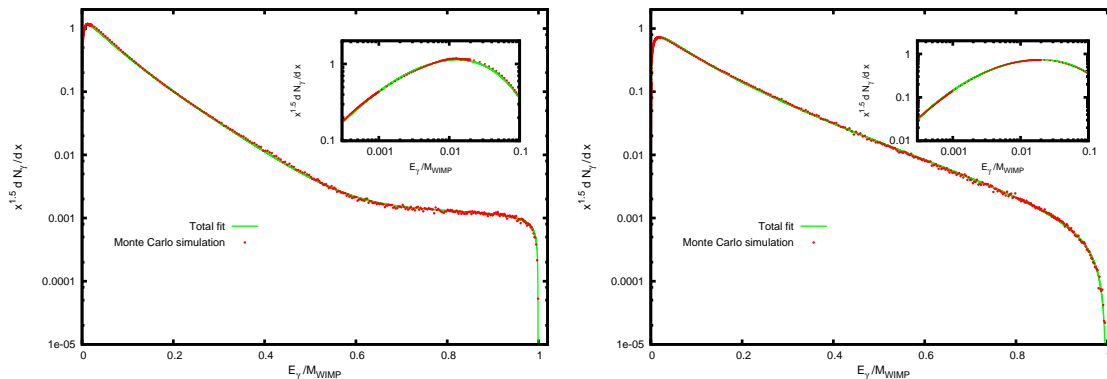 1
0.1
0.01
0.001
0.0001
1e-05
0 0.2 0.4 0.6 0.8 1
x^1.5 d N_γ/d x
E_γ/M_WIMP
Total fit
Monte Carlo simulation
1
0.1
0.001 0.01 0.1
x^1.5 d N_γ/d x
E_γ/M_WIMP
1
0.1
0.01
0.001
0.0001
1e-05
0 0.2 0.4 0.6 0.8 1
x^1.5 d N_γ/d x
E_γ/M_WIMP
Total fit
Monte Carlo simulation
1
0.1
0.01
0.001 0.01 0.1
x^1.5 d N_γ/d x
E_γ/M_WIMP